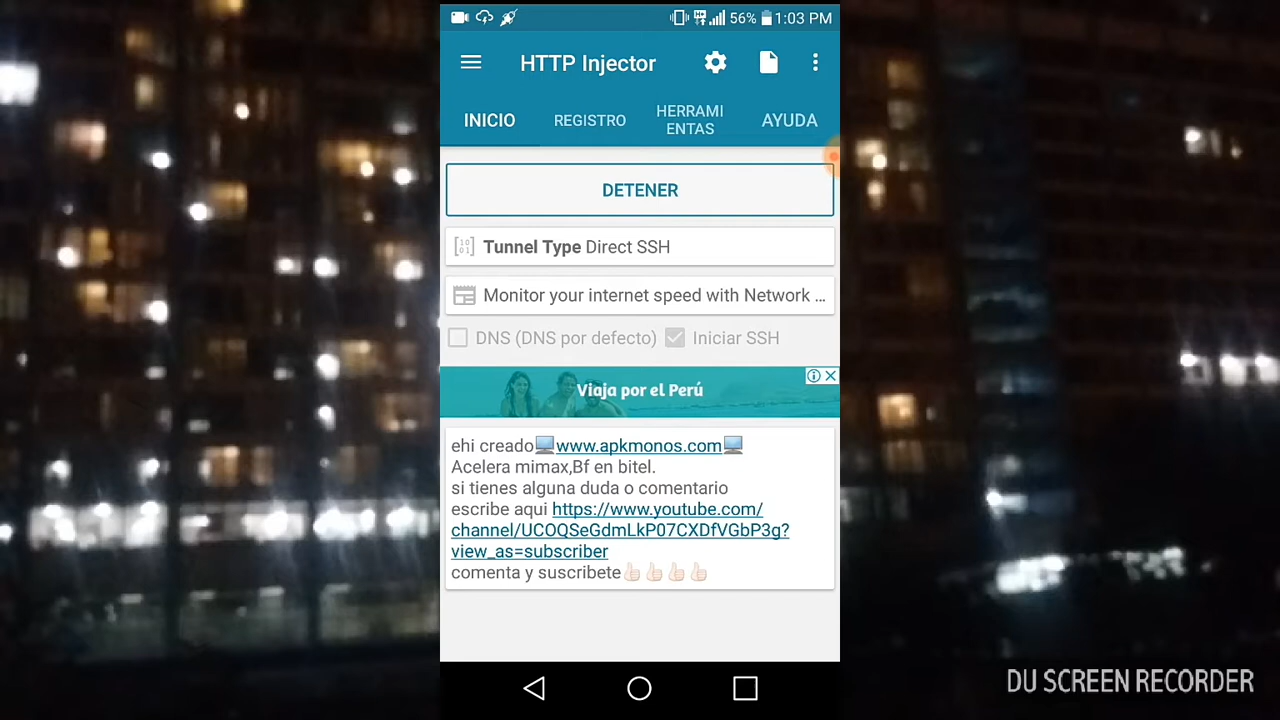 56% 1:03 PM
HTTP Injector
INICIO
REGISTRO
HERRAMI
ENTAS
AYUDA
DETENER
Tunnel Type Direct SSH
Monitor your internet speed with Network ...
DNS (DNS por defecto)
Iniciar SSH
Viaja por el Perú
ehi creado🖥️www.apkmonos.com🖥️
Acelera mimax,Bf en bitel.
si tienes alguna duda o comentario
escribe aqui https://www.youtube.com/
channel/UCOQSeGdmLkP07CXDfVGbP3g?
view_as=subscriber
comenta y suscribete👍🏻👍🏻👍🏻👍🏻
DU SCREEN RECORDER